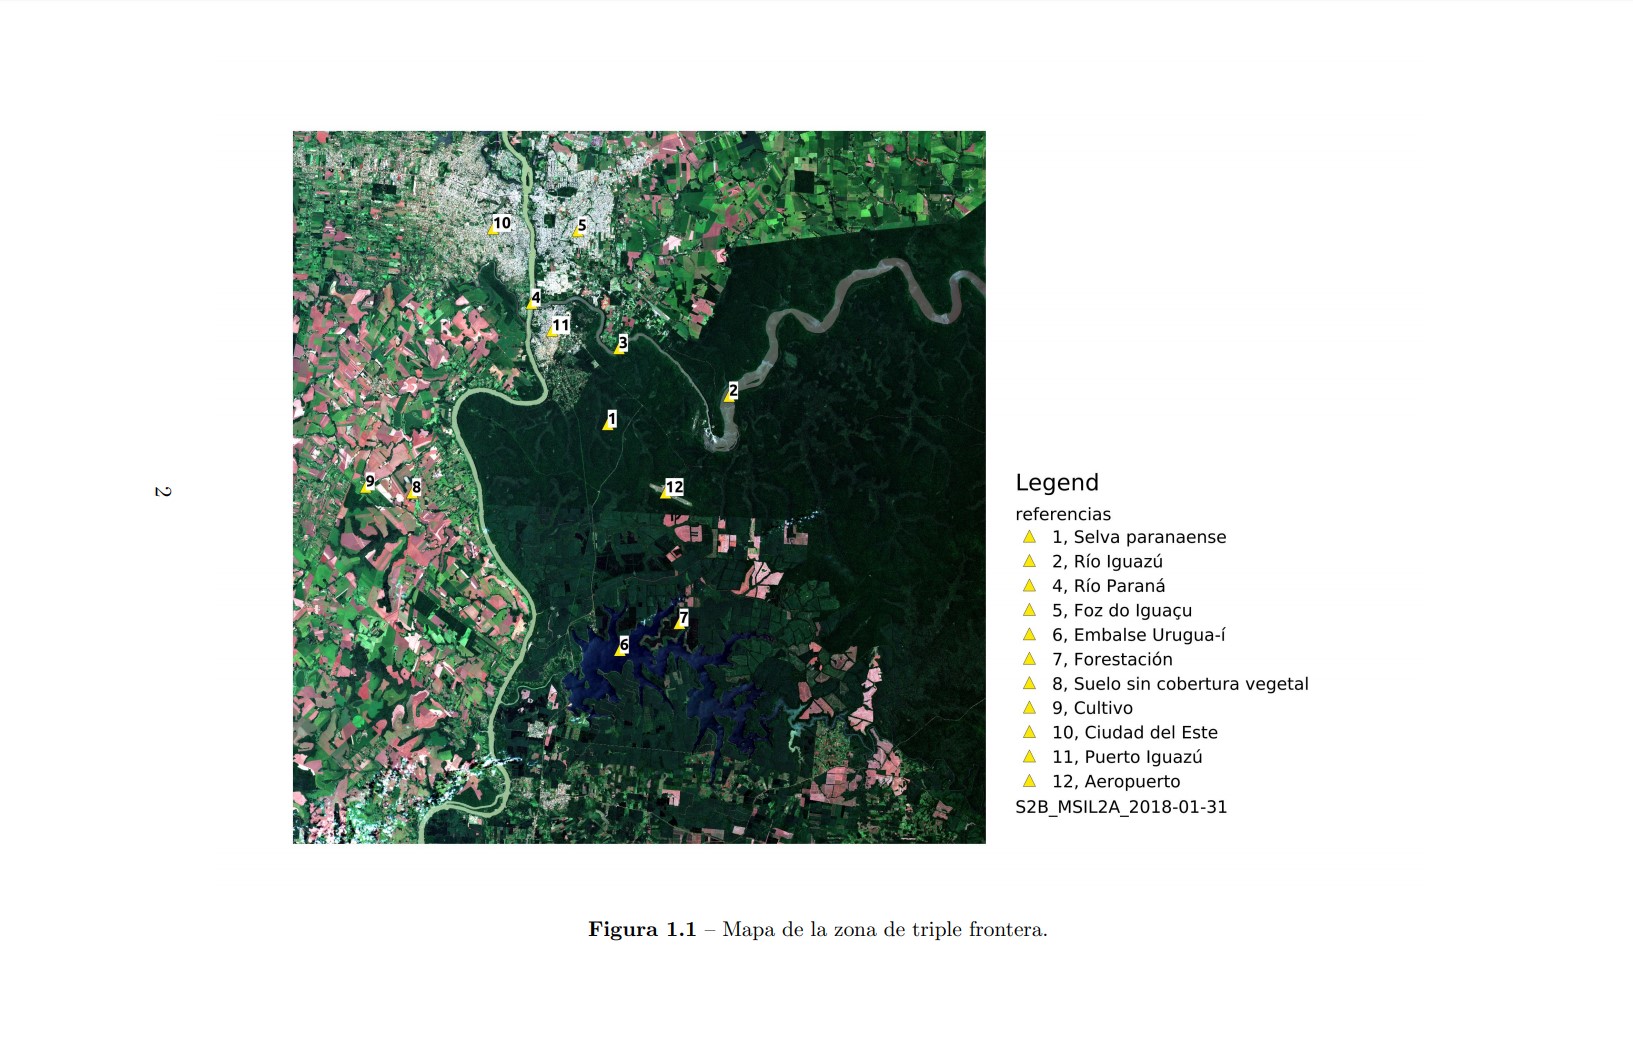 10
5
4
11
3
2
1
9
8
12
7
6
2
Legend
referencias
1, Selva paranaense
2, Río Iguazú
4, Río Paraná
5, Foz do Iguaçu
6, Embalse Urugua-í
7, Forestación
8, Suelo sin cobertura vegetal
9, Cultivo
10, Ciudad del Este
11, Puerto Iguazú
12, Aeropuerto
S2B_MSIL2A_2018-01-31
Figura 1.1 – Mapa de la zona de triple frontera.